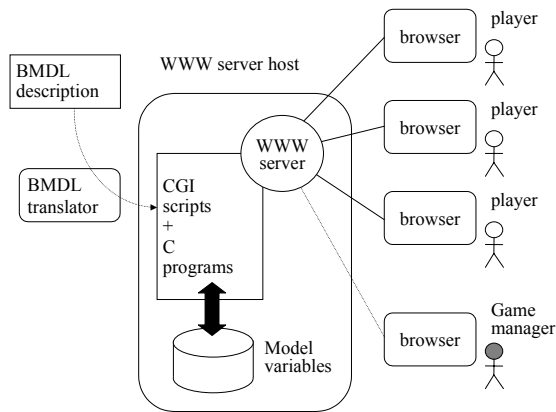 player
browser
WWW server host
BMDL
description
player
browser
WWW
server
BMDL
translator
CGI
scripts
+
C
programs
player
browser
Game
manager
browser
Model
variables